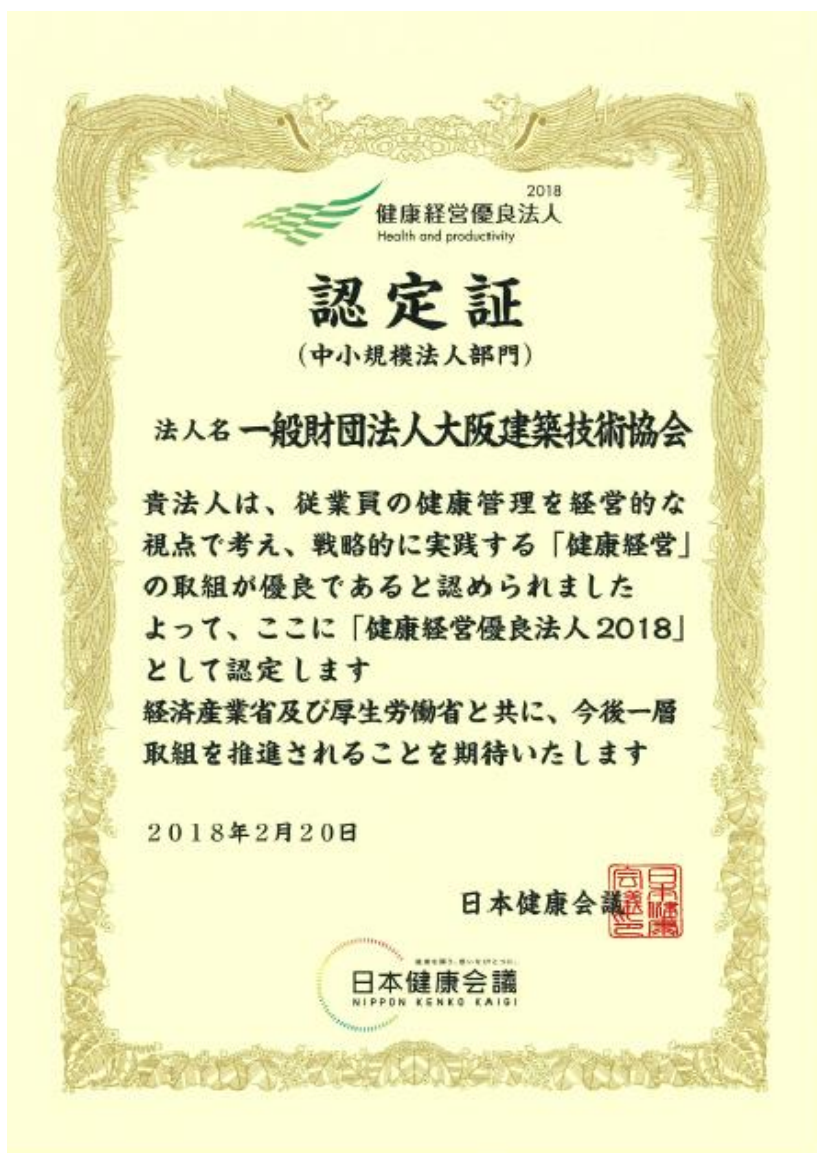 2018
健康経営優良法人
Health and productivity
認定証
(中小規模法人部門)
法人名 一般財団法人大阪建築技術協会
貴法人は、従業員の健康管理を経営的な
視点で考え、戦略的に実践する「健康経営」
の取組が優良であると認められました
よって、ここに「健康経営優良法人2018」
として認定します
経済産業省及び厚生労働省と共に、今後一層
取組を推進されることを期待いたします
2018年2月20日
日本健康会議
日本健康会議
NIPPON KENKO KAIGI